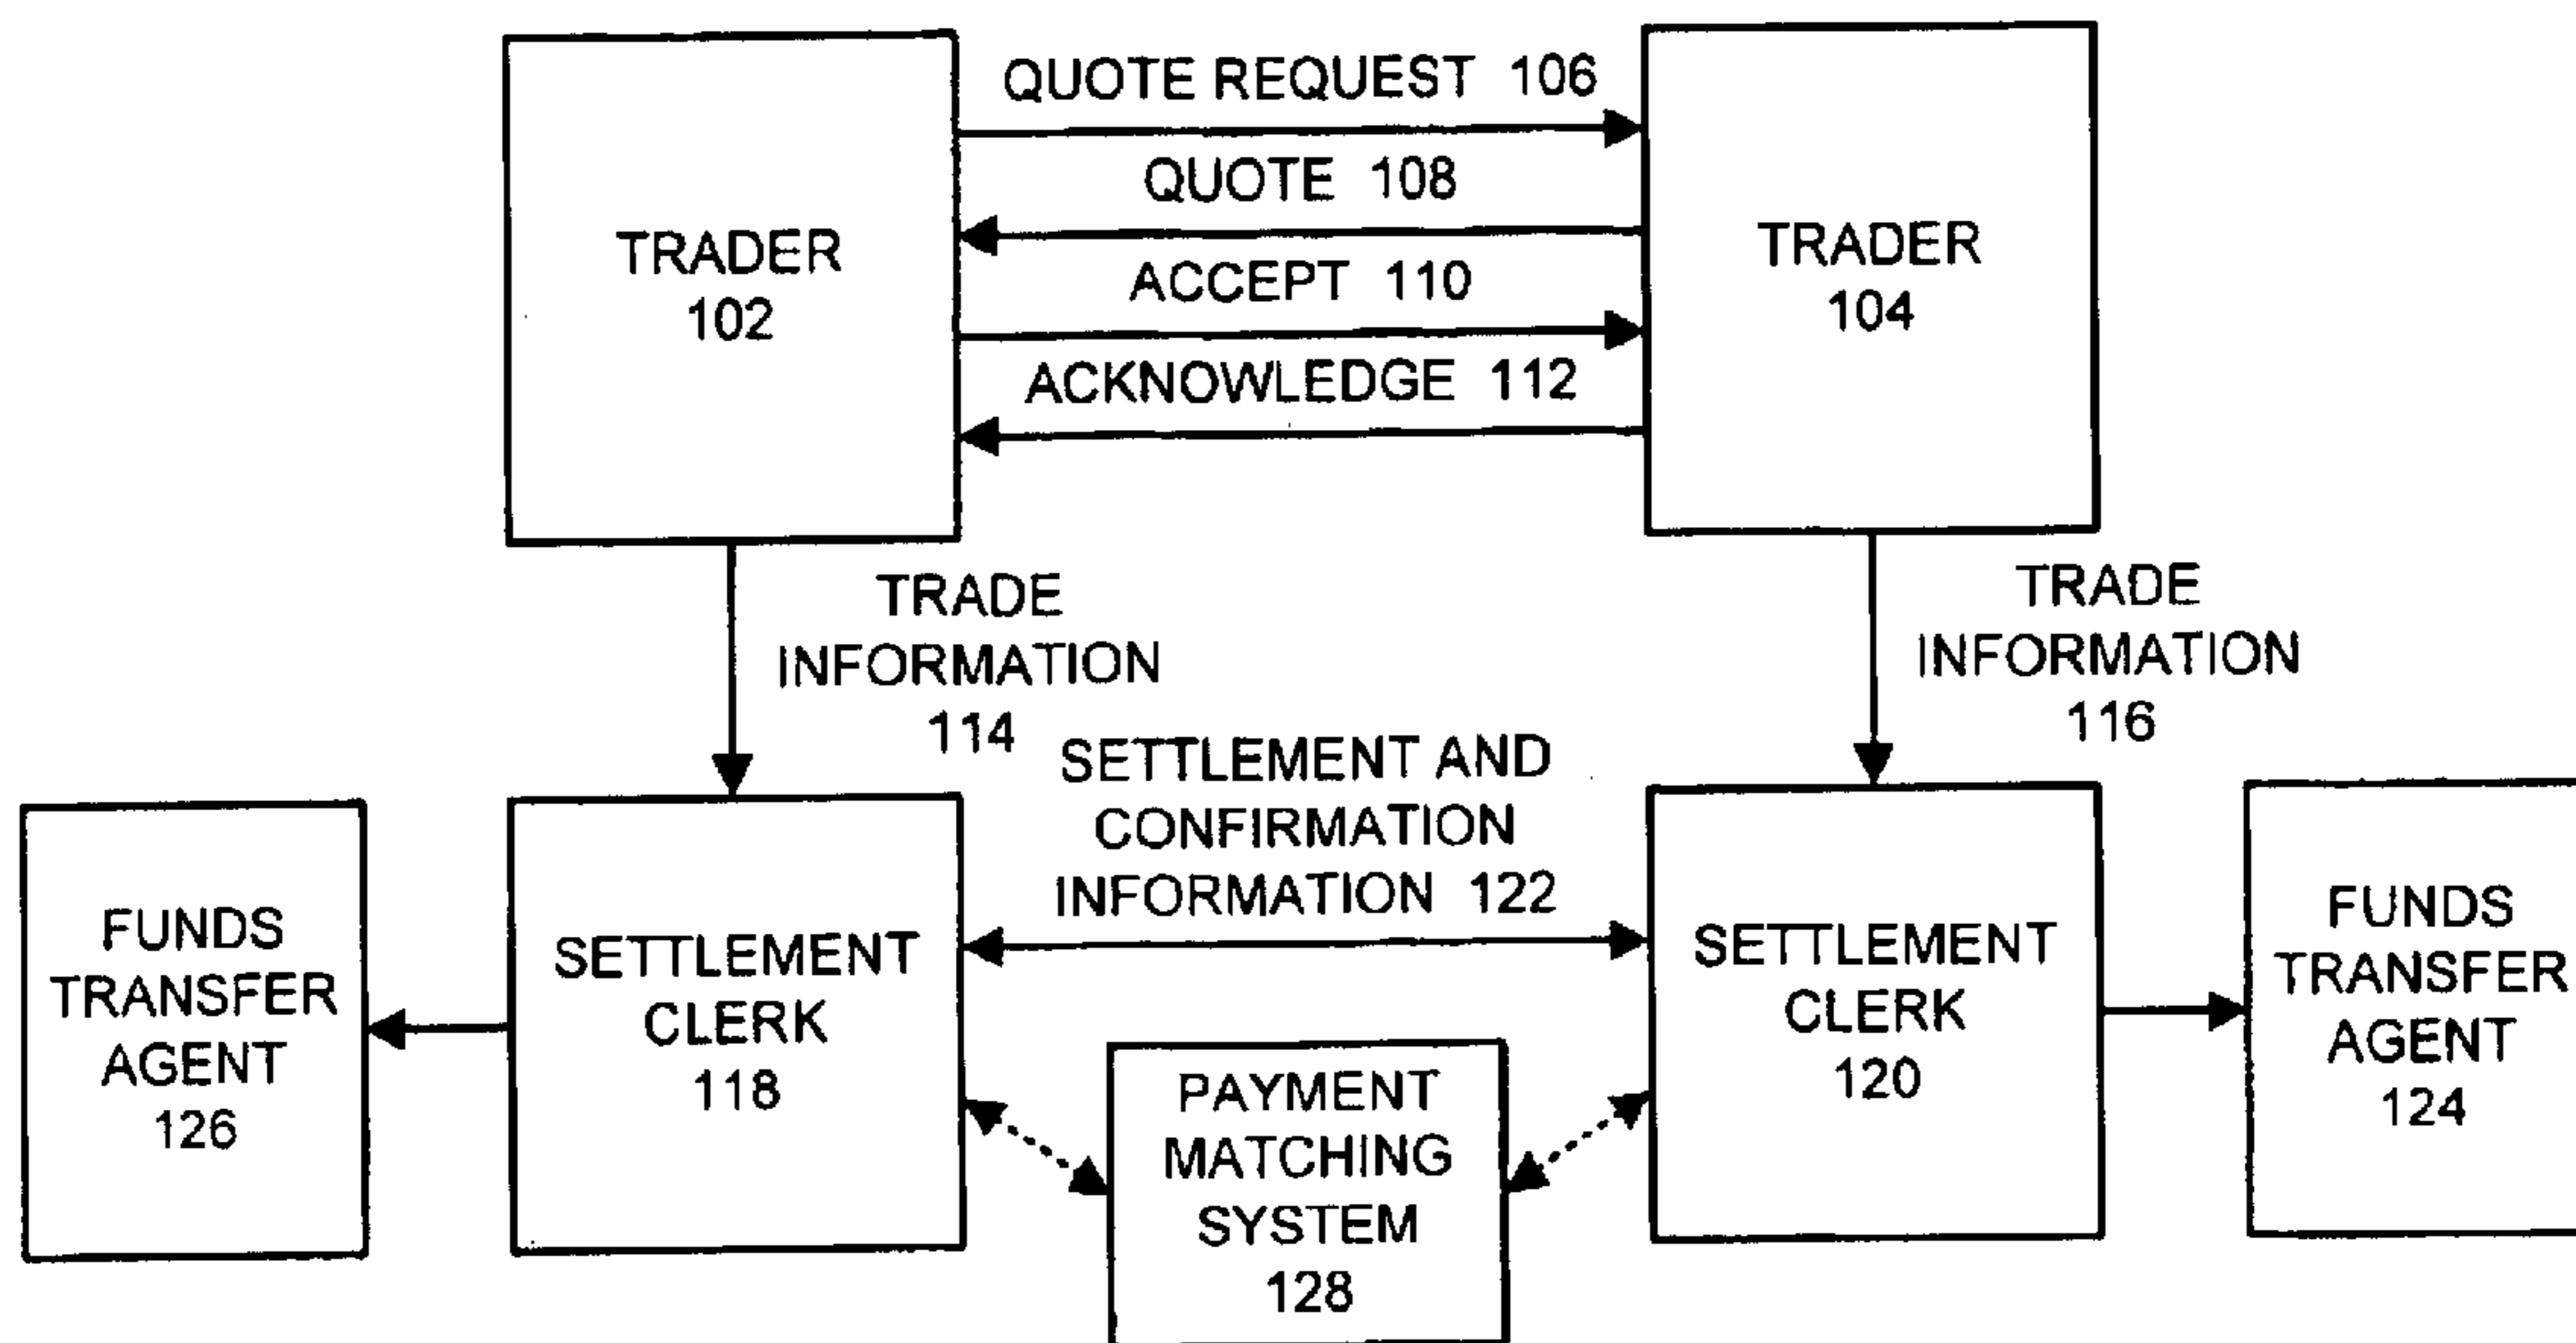 QUOTE REQUEST 106
QUOTE 108
ACCEPT 110
ACKNOWLEDGE 112
TRADER
102
TRADER
104
TRADE
INFORMATION
114
TRADE
INFORMATION
116
SETTLEMENT AND
CONFIRMATION
INFORMATION 122
FUNDS
TRANSFER
AGENT
126
SETTLEMENT
CLERK
118
PAYMENT
MATCHING
SYSTEM
128
SETTLEMENT
CLERK
120
FUNDS
TRANSFER
AGENT
124